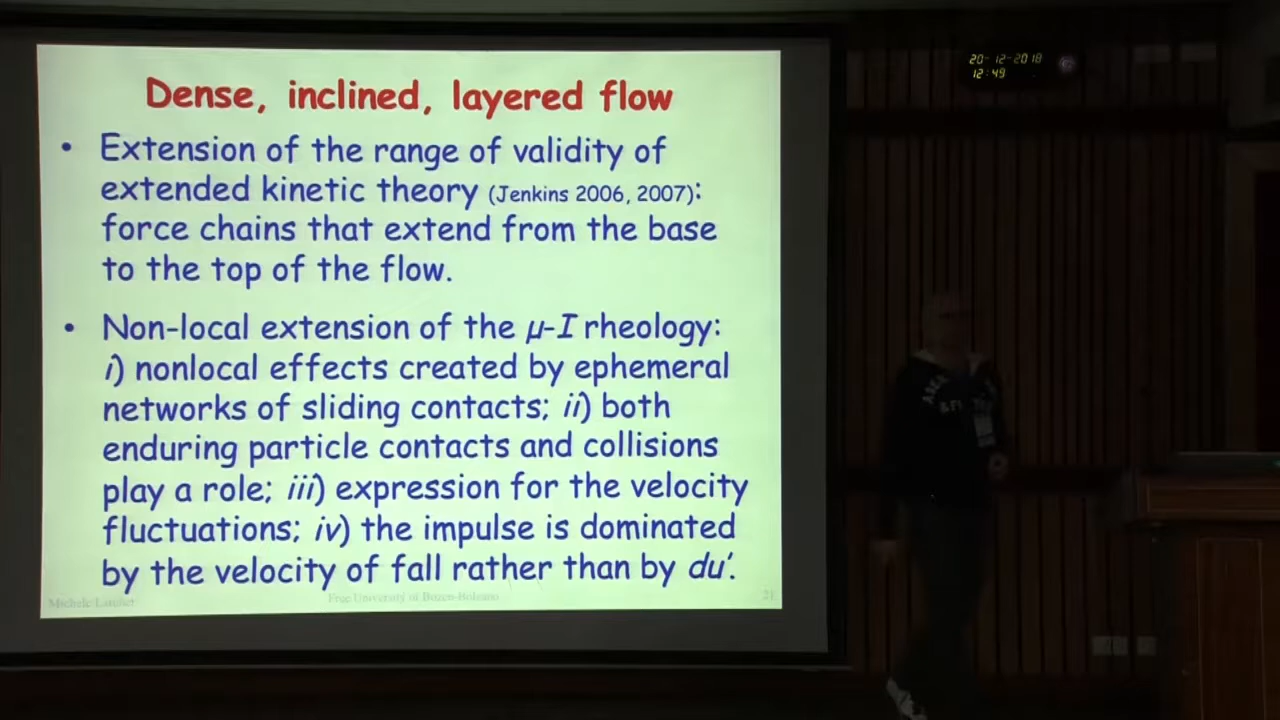 20-12-2018
12:49
Dense, inclined, layered flow
• Extension of the range of validity of
extended kinetic theory (Jenkins 2006, 2007):
force chains that extend from the base
to the top of the flow.
• Non-local extension of the μ-I rheology:
i) nonlocal effects created by ephemeral
networks of sliding contacts; ii) both
enduring particle contacts and collisions
play a role; iii) expression for the velocity
fluctuations; iv) the impulse is dominated
by the velocity of fall rather than by du'.
Michele Larcher
Free University of Bozen-Bolzano
21